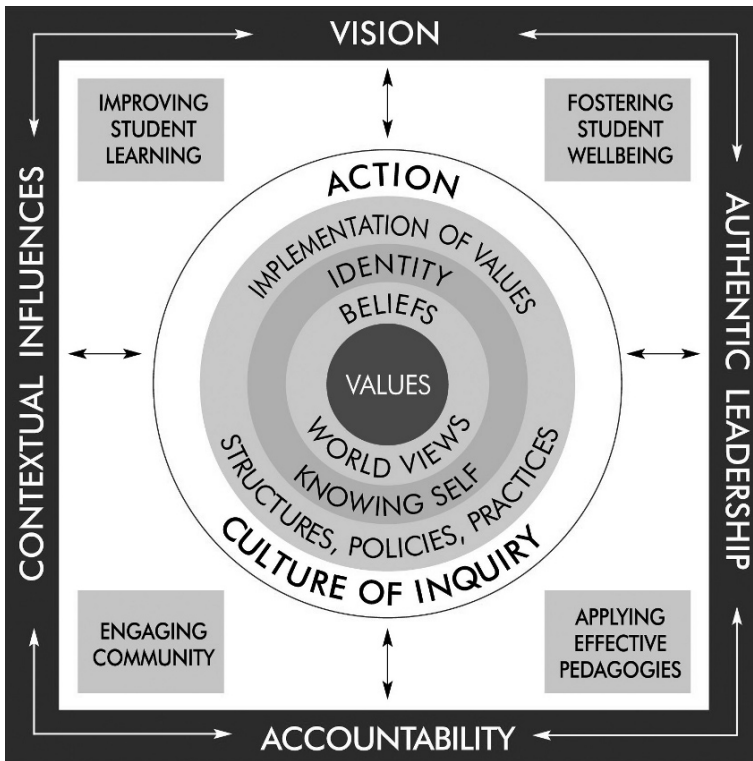 VISION
IMPROVING
STUDENT
LEARNING
FOSTERING
STUDENT
WELLBEING
CONTEXTUAL INFLUENCES
AUTHENTIC LEADERSHIP
ACTION
IMPLEMENTATION OF VALUES
IDENTITY
BELIEFS
VALUES
WORLD VIEWS
KNOWING SELF
STRUCTURES, POLICIES, PRACTICES
CULTURE OF INQUIRY
ENGAGING
COMMUNITY
APPLYING
EFFECTIVE
PEDAGOGIES
ACCOUNTABILITY